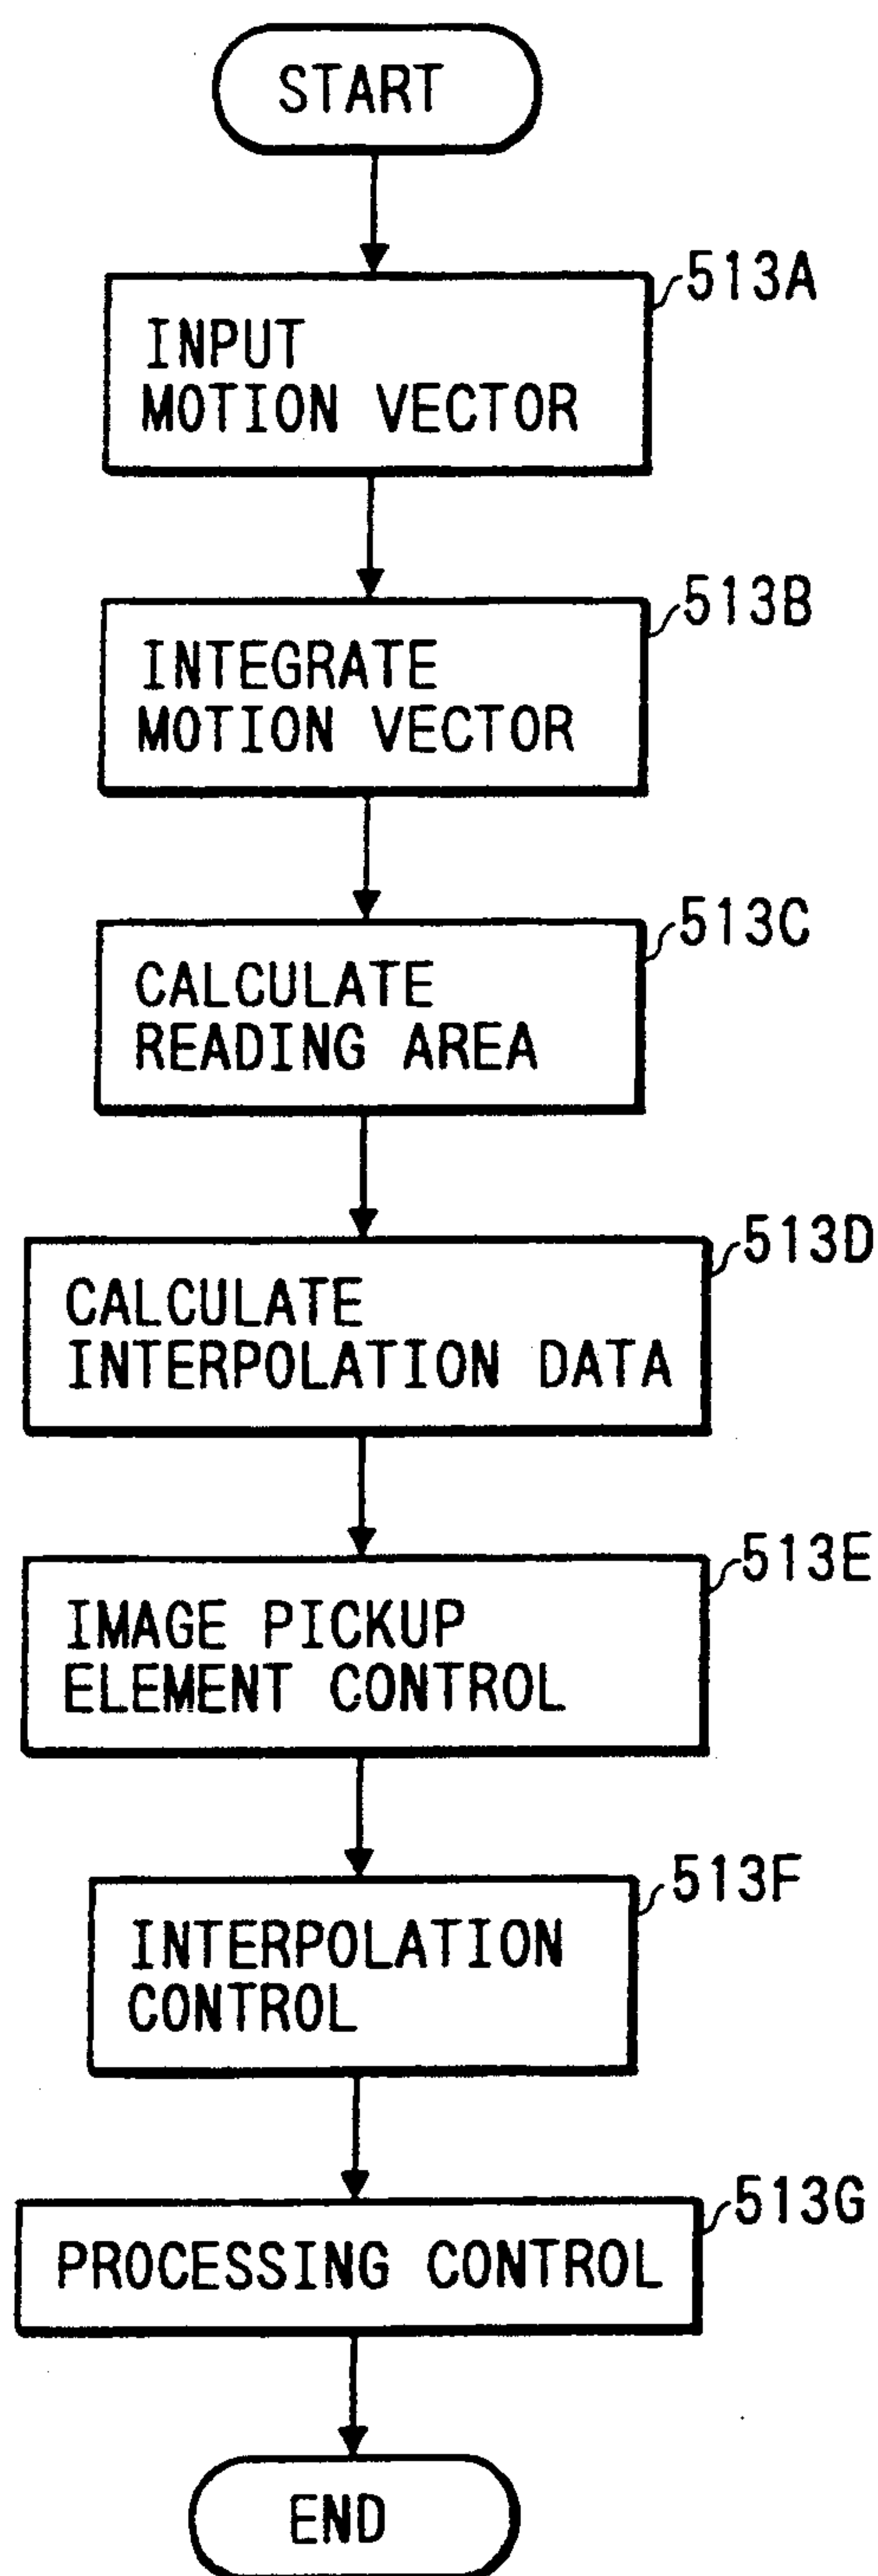 START
513A
INPUT
MOTION VECTOR
513B
INTEGRATE
MOTION VECTOR
513C
CALCULATE
READING AREA
513D
CALCULATE
INTERPOLATION DATA
513E
IMAGE PICKUP
ELEMENT CONTROL
513F
INTERPOLATION
CONTROL
513G
PROCESSING CONTROL
END